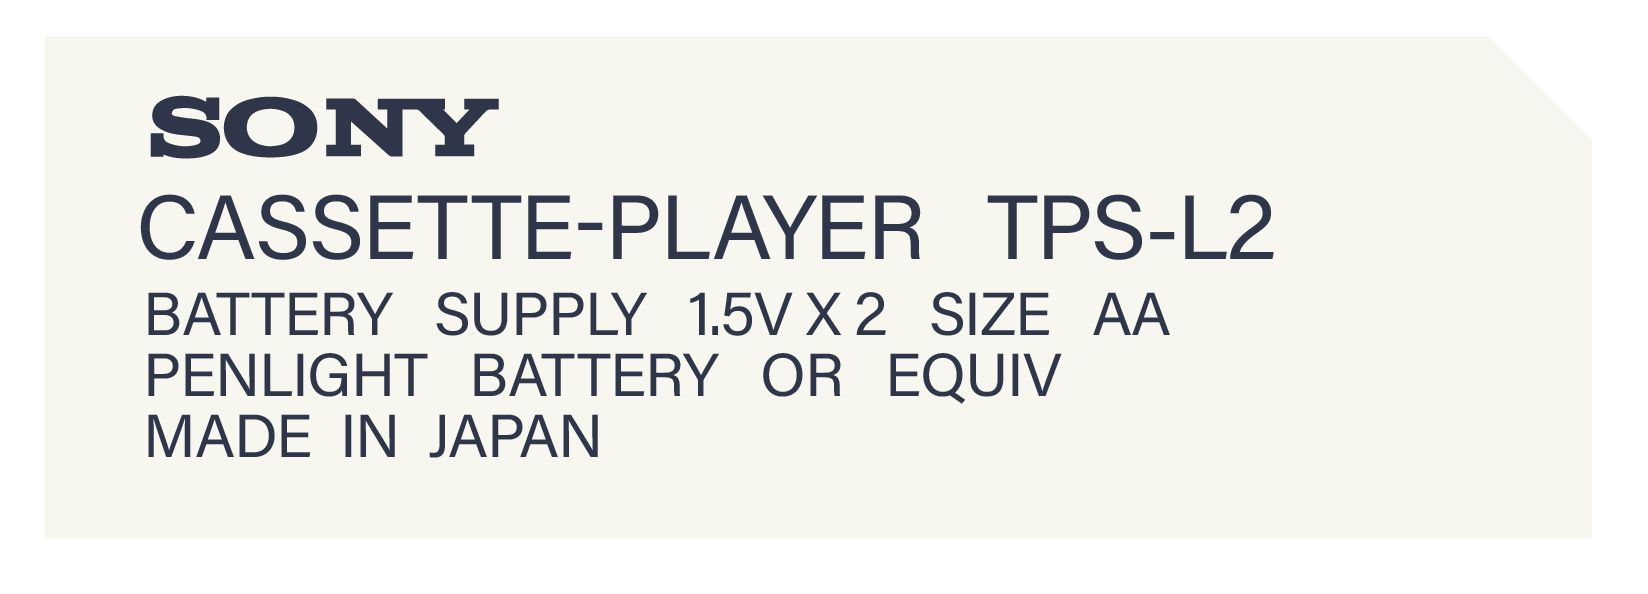 SONY
CASSETTE-PLAYER TPS-L2
BATTERY SUPPLY 1.5V X 2 SIZE AA
PENLIGHT BATTERY OR EQUIV
MADE IN JAPAN